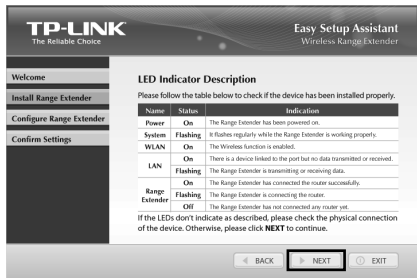 TP-LINK
The Reliable Choice
Easy Setup Assistant
Wireless Range Extender
Welcome
Install Range Extender
Configure Range Extender
Confirm Settings
LED Indicator Description
Please follow the table below to check if the device has been installed properly.
Name Status Indication
Power On The Range Extender has been powered on.
System Flashing It flashes regularly while the Range Extender is working properly.
WLAN On The Wireless function is enabled.
LAN On There is a device linked to the port but no data transmitted or received.
Flashing The Range Extender is transmitting or receiving data.
Range Extender On The Range Extender has connected the router successfully.
Flashing The Range Extender is connecting the router.
Off The Range Extender has not connected any router yet.
If the LEDs don't indicate as described, please check the physical connection
of the device. Otherwise, please click NEXT to continue.
BACK NEXT EXIT